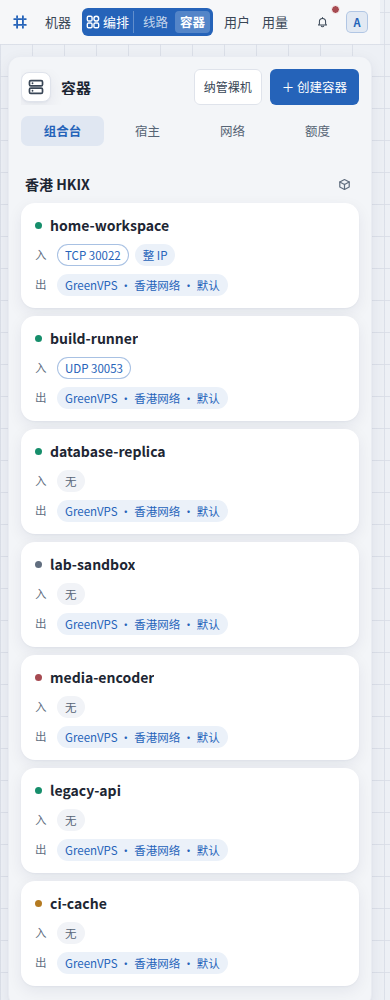 机器 编排 线路 容器 用户 用量 A
容器 纳管裸机 + 创建容器
组合台 宿主 网络 额度
香港 HKIX
home-workspace
入 TCP 30022 整 IP
出 GreenVPS · 香港网络 · 默认
build-runner
入 UDP 30053
出 GreenVPS · 香港网络 · 默认
database-replica
入 无
出 GreenVPS · 香港网络 · 默认
lab-sandbox
入 无
出 GreenVPS · 香港网络 · 默认
media-encoder
入 无
出 GreenVPS · 香港网络 · 默认
legacy-api
入 无
出 GreenVPS · 香港网络 · 默认
ci-cache
入 无
出 GreenVPS · 香港网络 · 默认